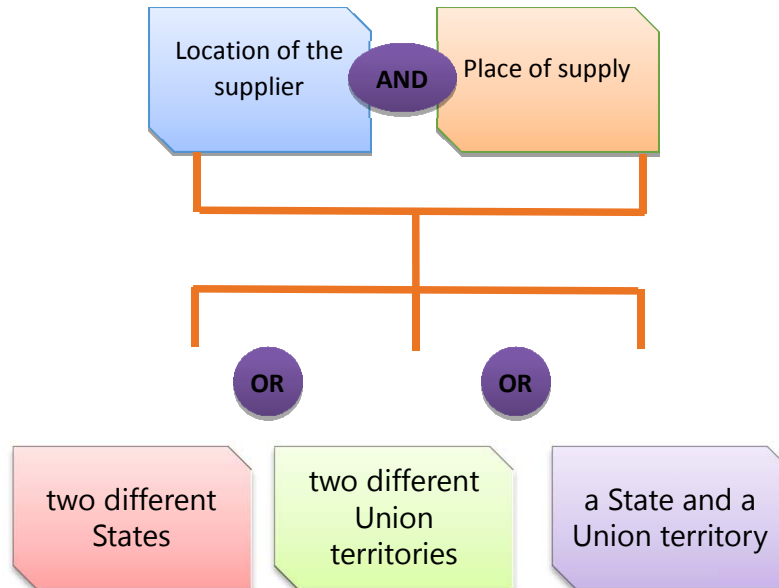 Location of the
supplier
AND
Place of supply
OR
OR
two different
States
two different
Union
territories
a State and a
Union territory